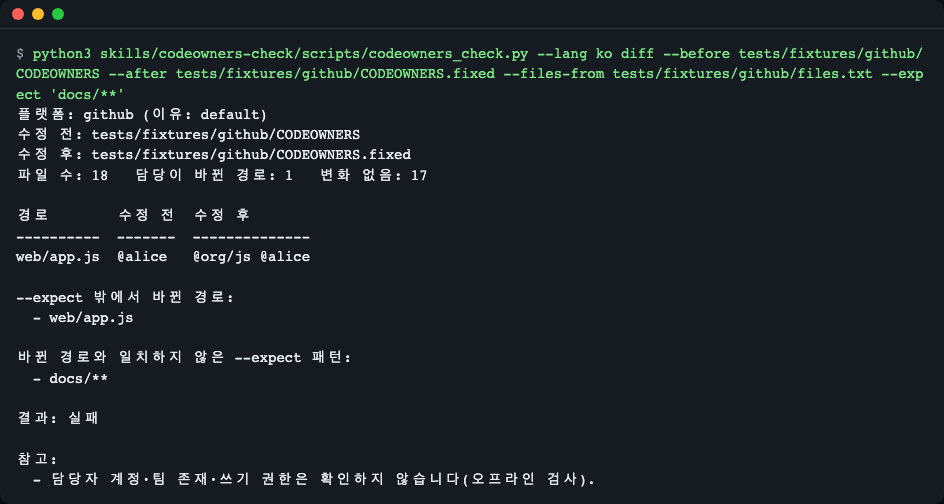 $ python3 skills/codeowners-check/scripts/codeowners_check.py --lang ko diff --before tests/fixtures/github/
CODEOWNERS --after tests/fixtures/github/CODEOWNERS.fixed --files-from tests/fixtures/github/files.txt --exp
ect 'docs/**'
플랫폼: github (이유: default)
수정 전: tests/fixtures/github/CODEOWNERS
수정 후: tests/fixtures/github/CODEOWNERS.fixed
파일 수: 18   담당이 바뀐 경로: 1   변화 없음: 17
경로        수정 전  수정 후
----------  -------  --------------
web/app.js  @alice   @org/js @alice
--expect 밖에서 바뀐 경로:
  - web/app.js
바뀐 경로와 일치하지 않은 --expect 패턴:
  - docs/**
결과: 실패
참고:
  - 담당자 계정·팀 존재·쓰기 권한은 확인하지 않습니다(오프라인 검사).